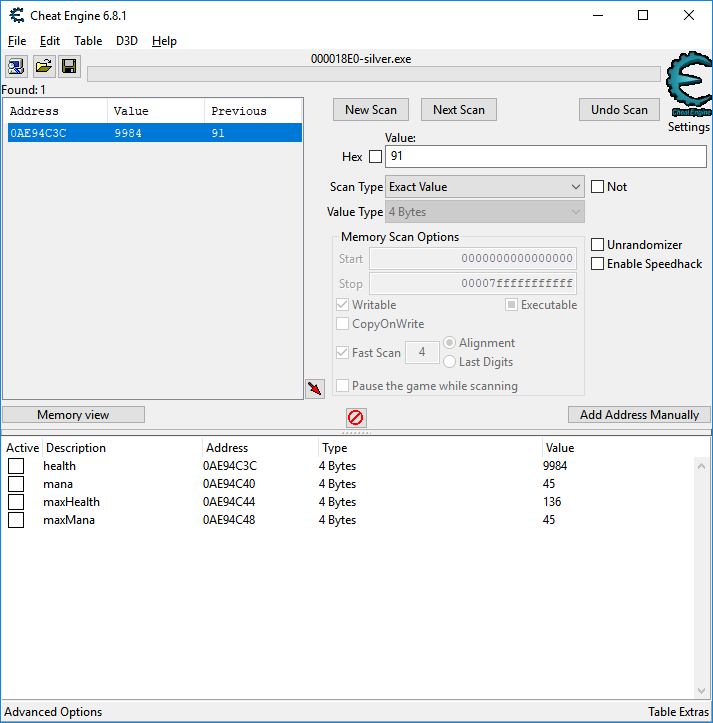 Cheat Engine 6.8.1
File Edit Table D3D Help
000018E0-silver.exe
Found: 1
Address Value Previous
0AE94C3C 9984 91
New Scan Next Scan Undo Scan
Cheat Engine
Settings
Value:
Hex 91
Scan Type Exact Value Not
Value Type 4 Bytes
Memory Scan Options
Start 0000000000000000
Stop 00007fffffffffff
Unrandomizer
Enable Speedhack
Writable Executable
CopyOnWrite
Fast Scan 4 Alignment
Last Digits
Pause the game while scanning
Memory view Add Address Manually
Active Description Address Type Value
health 0AE94C3C 4 Bytes 9984
mana 0AE94C40 4 Bytes 45
maxHealth 0AE94C44 4 Bytes 136
maxMana 0AE94C48 4 Bytes 45
Advanced Options Table Extras